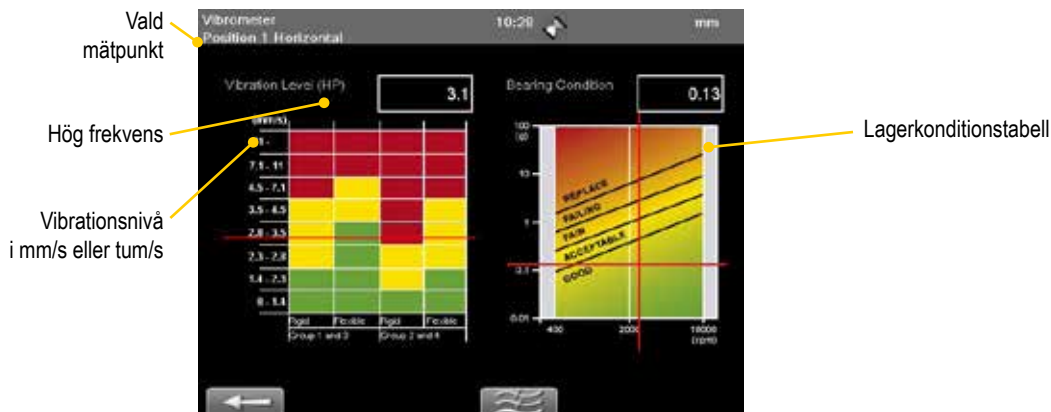 Vald
mätpunkt
Hög frekvens
Vibrationsnivå
i mm/s eller tum/s
Lagerkonditionstabell
Vibrometer
Position 1 Horizontal
10:28
mm
Vibration Level (HP)
3.1
(mm/s)
7.1 - 11
4.5 - 7.1
3.5 - 4.5
2.8 - 3.5
2.3 - 2.8
1.4 - 2.3
0 - 1.4
Rigid Flexible Rigid Flexible
Group 1 and 3 Group 2 and 4
Bearing Condition
0.13
100
(g)
10
1
0.1
0.01
REPLACE
FAILING
FAIR
ACCEPTABLE
GOOD
400 2000 10000
(rpm)